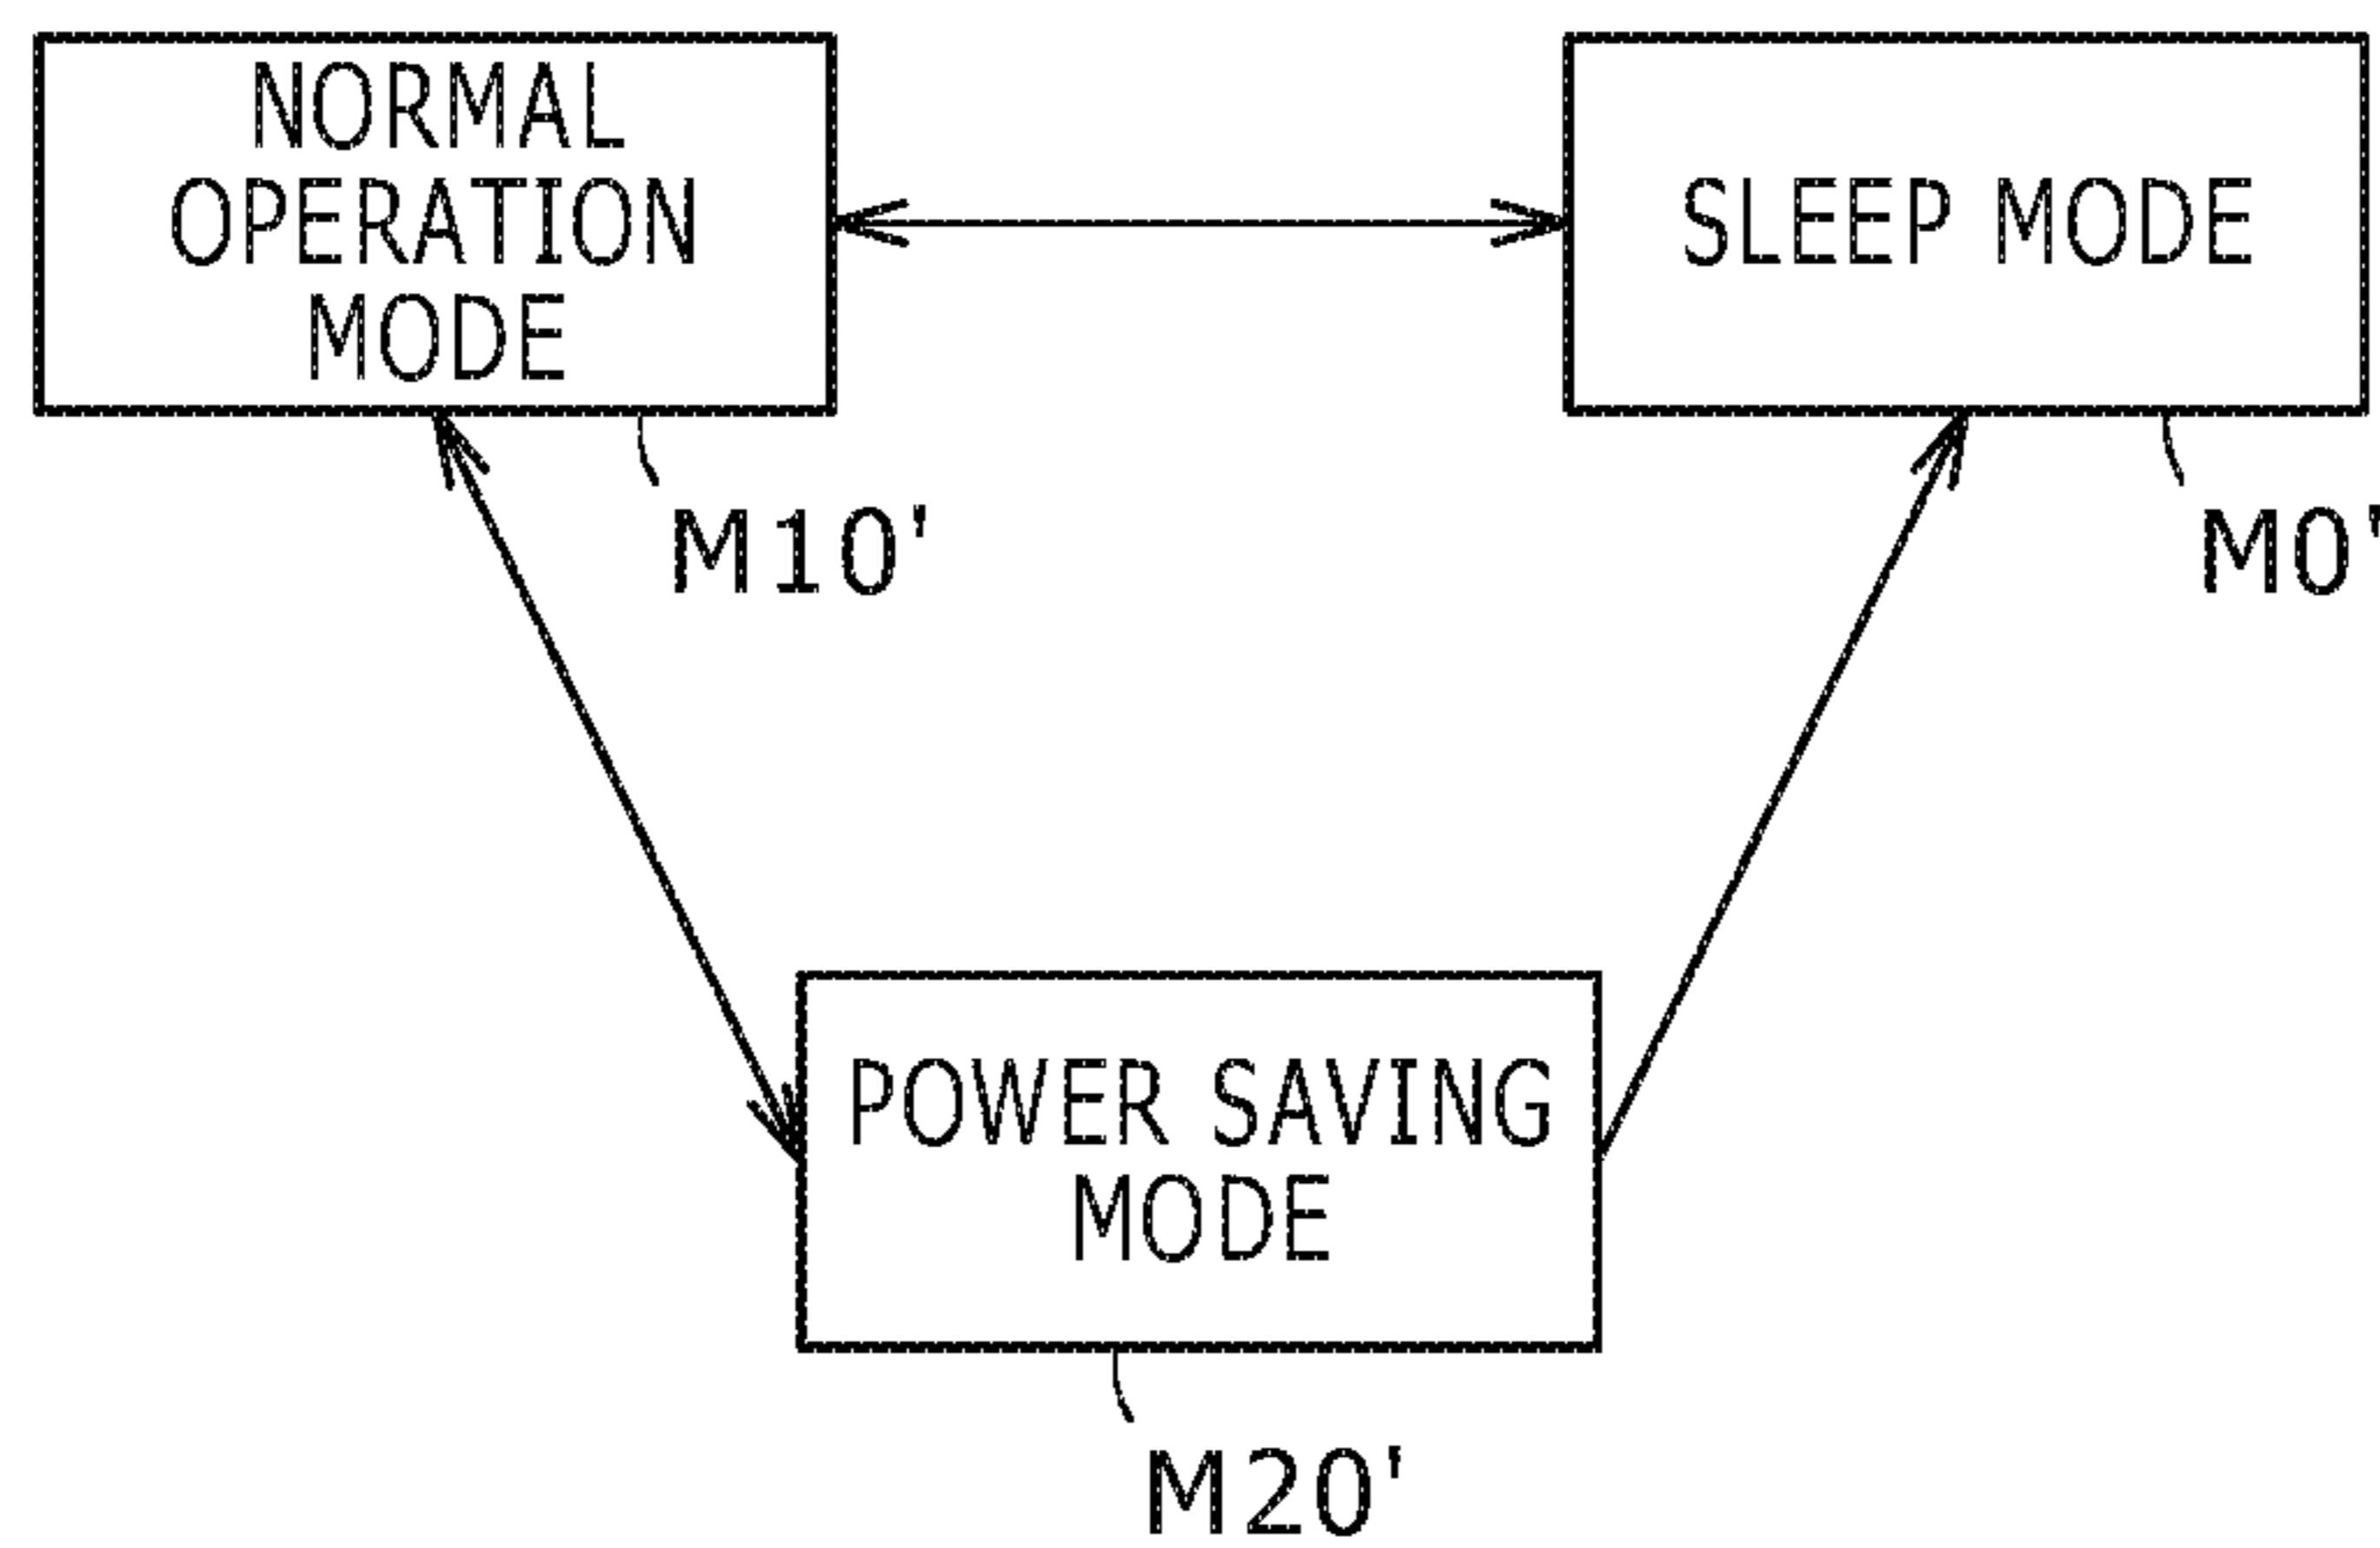 NORMAL
OPERATION
MODE
SLEEP MODE
M10'
M0'
POWER SAVING
MODE
M20'